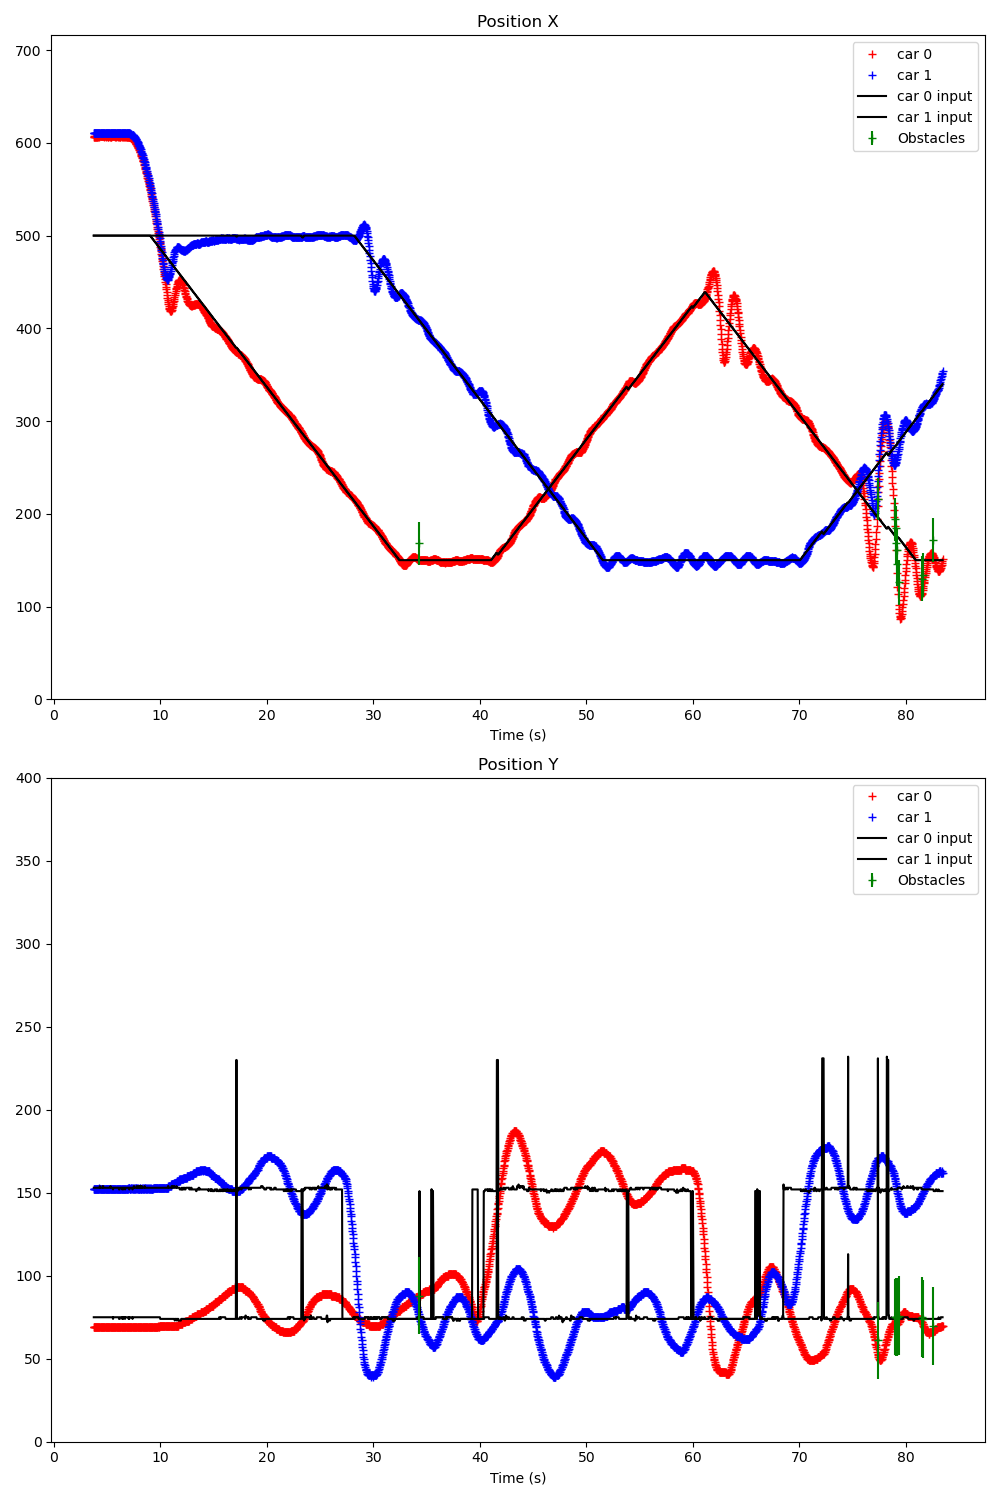 Position X
700
600
500
400
300
200
100
0
car 0
car 1
car 0 input
car 1 input
Obstacles
0 10 20 30 40 50 60 70 80
Time (s)
Position Y
400
350
300
250
200
150
100
50
0
car 0
car 1
car 0 input
car 1 input
Obstacles
0 10 20 30 40 50 60 70 80
Time (s)